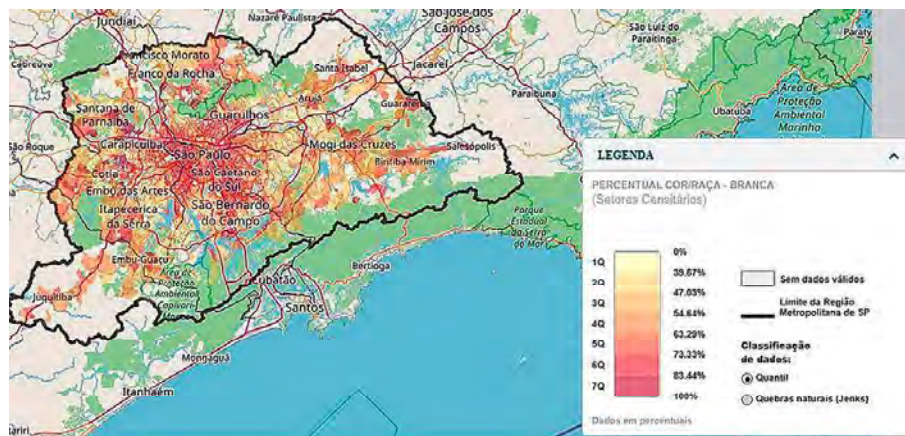 Jundiaí
Nazaré Paulista
São José dos
Campos
São Luiz do
Paraitinga
Paraty
Cabreúva
Francisco Morato
Franco da Rocha
Santa Isabel
Jacareí
Área de
Proteção
Ambiental
Marinha
Santana de
Parnaíba
Guarulhos
Arujá
Guararema
Paraibuna
Ubatuba
São Roque
Carapicuíba
São Paulo
Mogi das Cruzes
Salesópolis
Biritiba-Mirim
Cotia
Embu das Artes
São Caetano
do Sul
Itapecerica
da Serra
São Bernardo
do Campo
Parque
Estadual
da Serra
do Mar
Embu-Guaçu
Área de
Proteção
Ambiental
Capivari-
Juquitiba
Cubatão
Bertioga
Santos
Mongaguá
Itanhaém
LEGENDA
PERCENTUAL COR/RAÇA - BRANCA
(Setores Censitários)
0%
1Q
39.67%
2Q
47.03%
3Q
54.64%
4Q
63.29%
5Q
73.33%
6Q
83.44%
7Q
100%
Sem dados válidos
Limite da Região
Metropolitana de SP
Classificação
de dados:
Quantil
Quebras naturais (Jenks)
Dados em percentuais